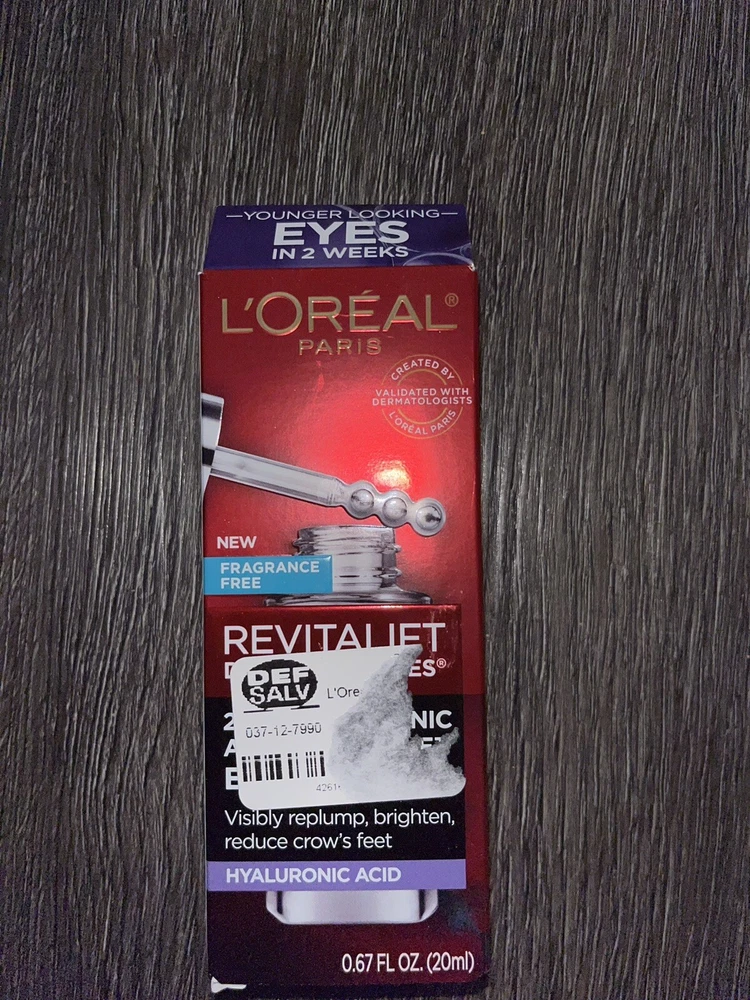 —YOUNGER LOOKING—
EYES
IN 2 WEEKS
L'ORÉAL®
PARIS
CREATED BY
VALIDATED WITH
DERMATOLOGISTS
L'ORÉAL PARIS
NEW
FRAGRANCE
FREE
REVITALIFT
DEF
SALV
L'Ore
037-12-7990
4261
Visibly replump, brighten,
reduce crow's feet
HYALURONIC ACID
0.67 FL OZ. (20ml)